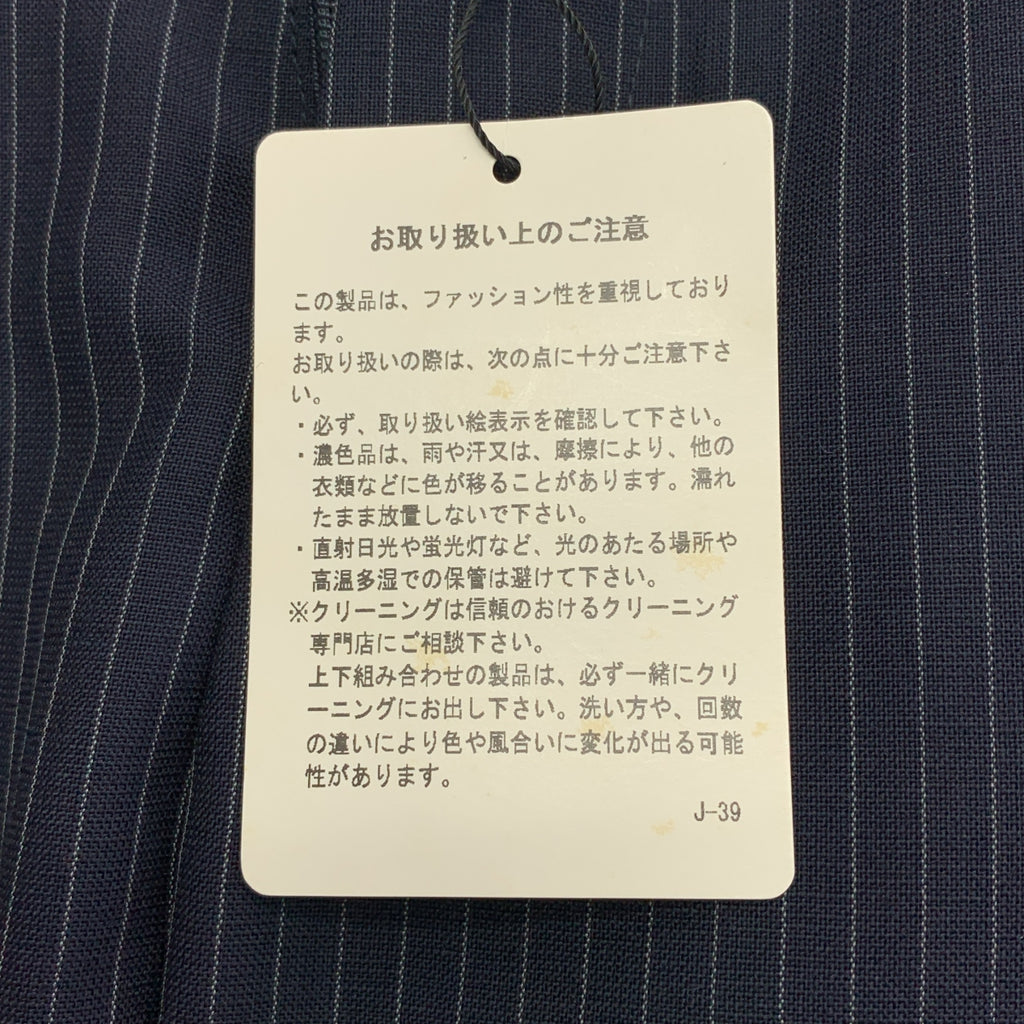 お取り扱い上のご注意
この製品は、ファッション性を重視しており
ます。
お取り扱いの際は、次の点に十分ご注意下さ
い。
・必ず、取り扱い絵表示を確認して下さい。
・濃色品は、雨や汗又は、摩擦により、他の
衣類などに色が移ることがあります。濡れ
たまま放置しないで下さい。
・直射日光や蛍光灯など、光のあたる場所や
高温多湿での保管は避けて下さい。
※クリーニングは信頼のおけるクリーニング
専門店にご相談下さい。
上下組み合わせの製品は、必ず一緒にクリ
ーニングにお出し下さい。洗い方や、回数
の違いにより色や風合いに変化が出る可能
性があります。
J-39